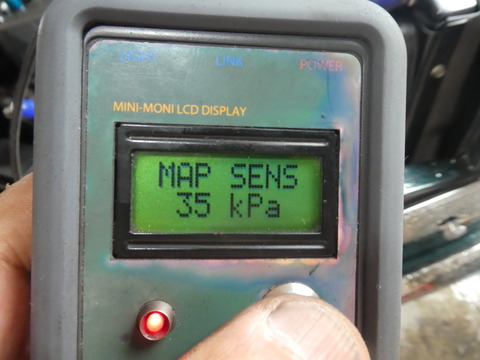 LINK
POWER
MINI-MONI LCD DISPLAY
MAP SENS
35 kPa